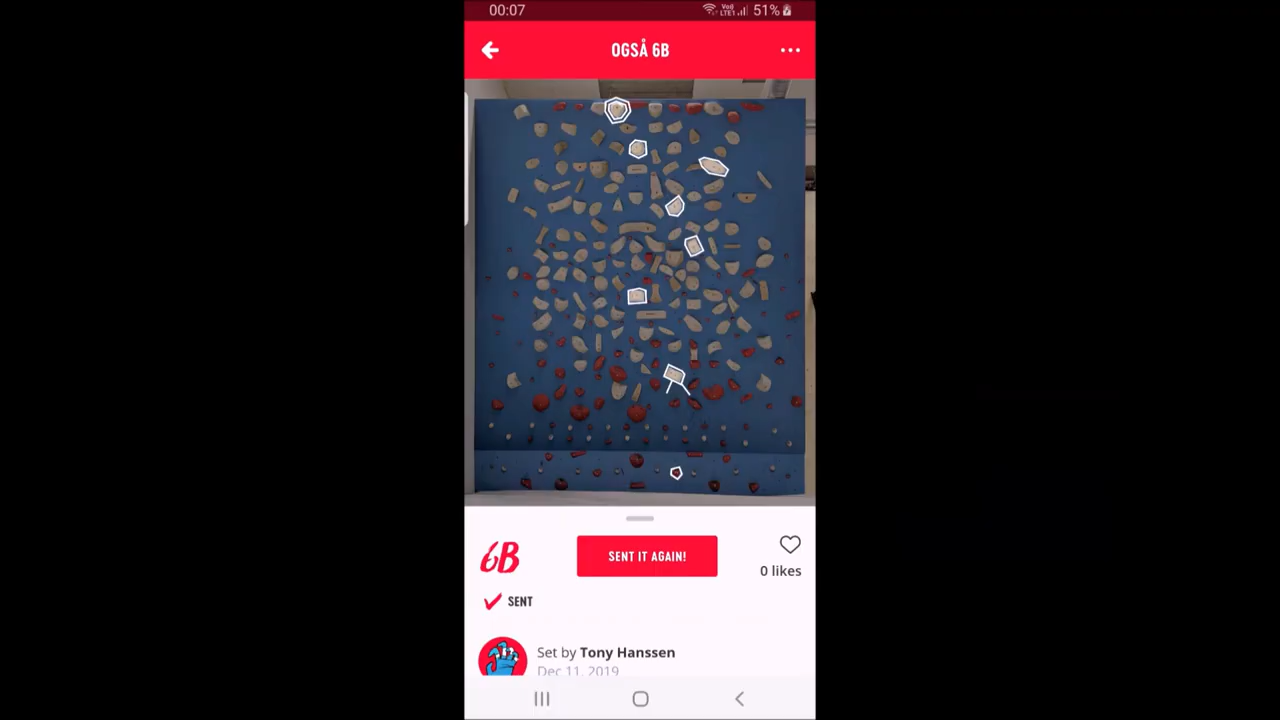 00:07 51%
OGSÅ 6B
6B
SENT IT AGAIN!
0 likes
SENT
Set by Tony Hanssen
Dec 11, 2019